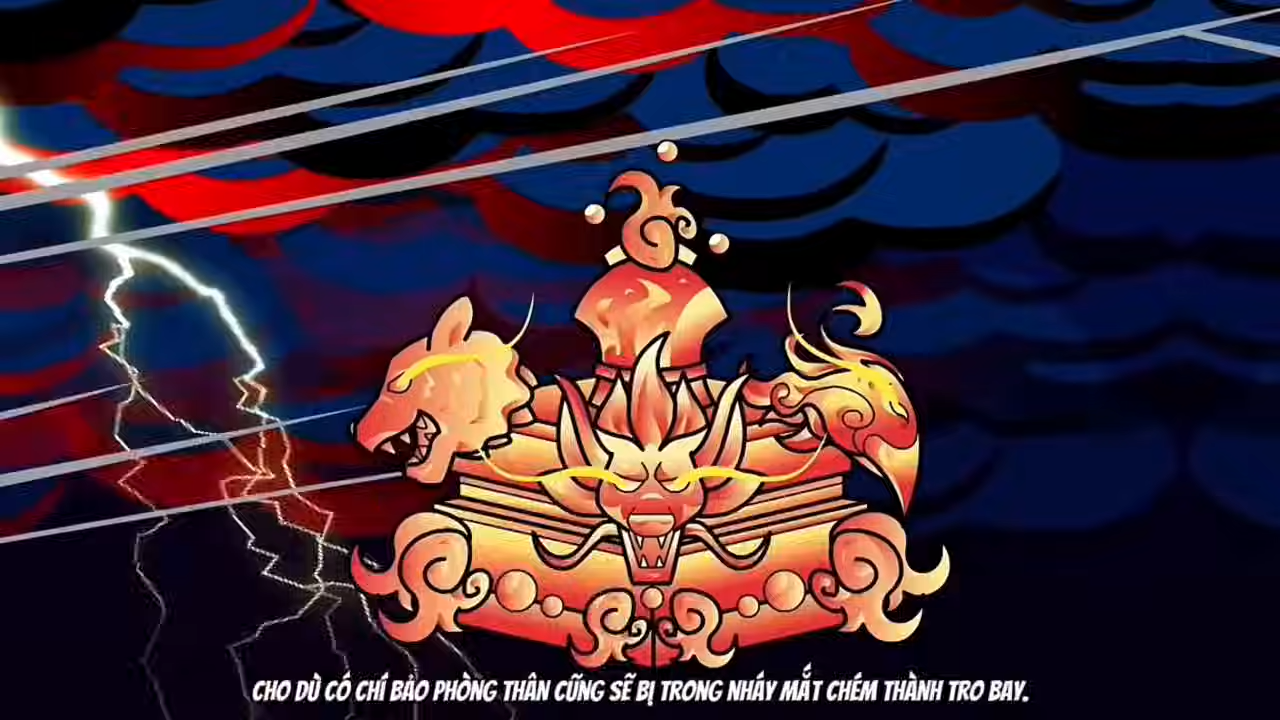 CHO DÙ CÓ CHÍ BẢO PHÒNG THÂN CŨNG SẼ BỊ TRONG NHÁY MẮT CHÉM THÀNH TRO BAY.